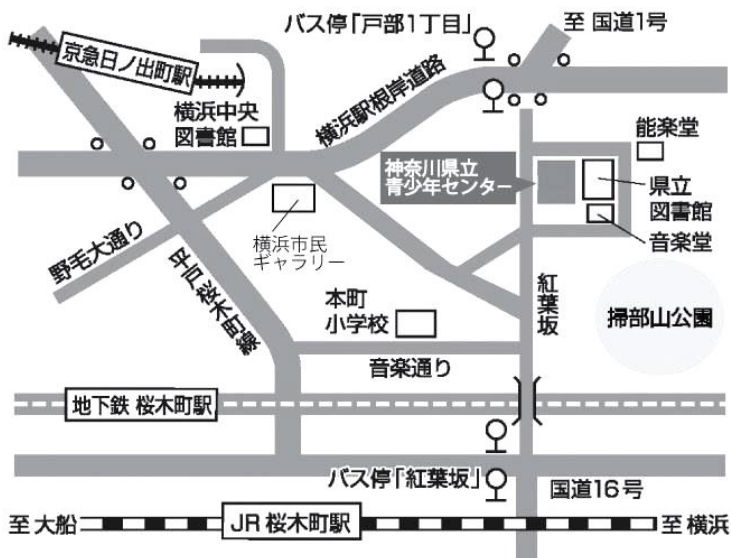 バス停「戸部1丁目」
至 国道1号
京急日ノ出町駅
横浜駅根岸道路
横浜中央
図書館
能楽堂
神奈川県立
青少年センター
県立
図書館
音楽堂
横浜市民
ギャラリー
野毛大通り
平戸桜木町線
紅葉坂
本町
小学校
掃部山公園
音楽通り
地下鉄 桜木町駅
バス停「紅葉坂」
国道16号
至 大船
JR 桜木町駅
至 横浜